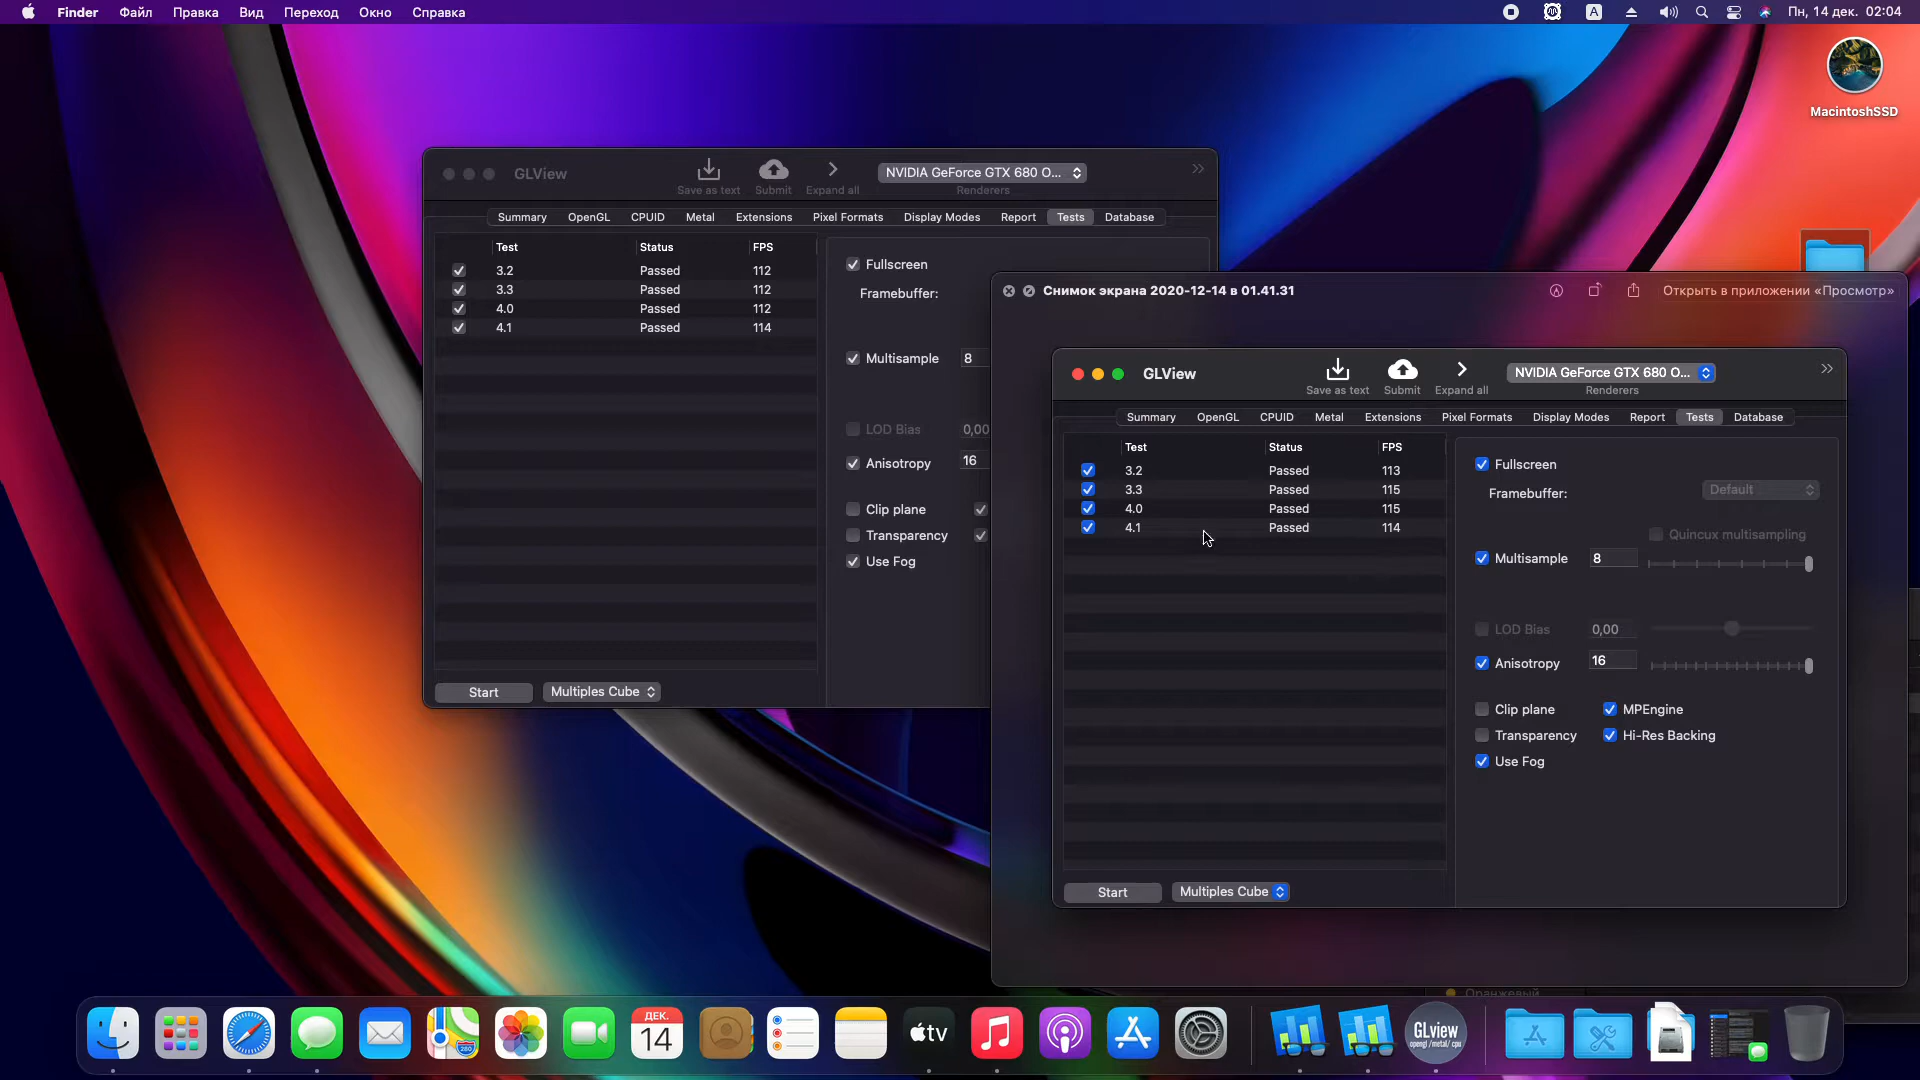 Finder Файл Правка Вид Переход Окно Справка A Пн, 14 дек. 02:04
MacintoshSSD
GLView Save as text Submit Expand all NVIDIA GeForce GTX 680 O... Renderers
Summary OpenGL CPUID Metal Extensions Pixel Formats Display Modes Report Tests Database
Test Status FPS
3.2 Passed 112
3.3 Passed 112
4.0 Passed 112
4.1 Passed 114
Fullscreen
Framebuffer:
Multisample 8
LOD Bias 0,00
Anisotropy 16
Clip plane
Transparency
Use Fog
Start Multiples Cube
Снимок экрана 2020-12-14 в 01.41.31 Открыть в приложении «Просмотр»
GLView Save as text Submit Expand all NVIDIA GeForce GTX 680 O... Renderers
Summary OpenGL CPUID Metal Extensions Pixel Formats Display Modes Report Tests Database
Test Status FPS
3.2 Passed 113
3.3 Passed 115
4.0 Passed 115
4.1 Passed 114
Fullscreen
Framebuffer: Default
Quincux multisampling
Multisample 8
LOD Bias 0,00
Anisotropy 16
Clip plane MPEngine
Transparency Hi-Res Backing
Use Fog
Start Multiples Cube
Оранжевый
280
ДЕК.
14
tv
GLview
opengl /metal/ cpu